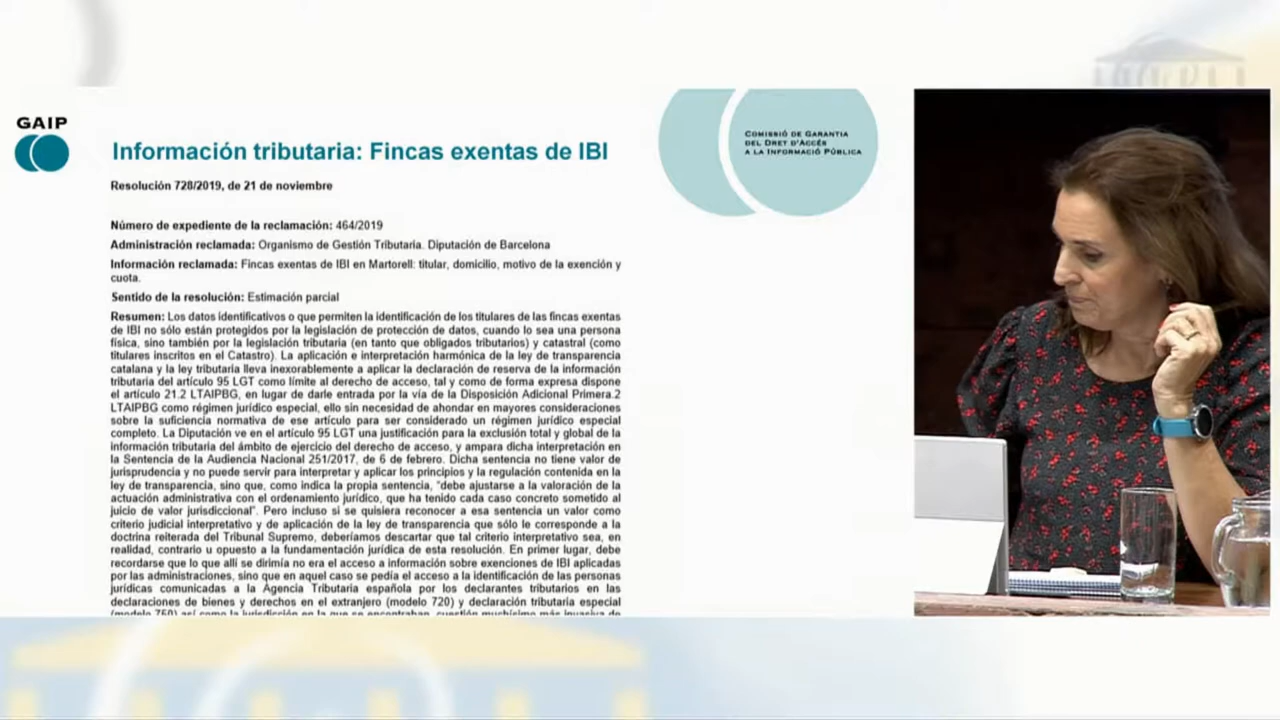 GAIP
COMISSIÓ DE GARANTIA
DEL DRET D'ACCÉS
A LA INFORMACIÓ PÚBLICA
Información tributaria: Fincas exentas de IBI
Resolución 728/2019, de 21 de noviembre
Número de expediente de la reclamación: 464/2019
Administración reclamada: Organismo de Gestión Tributaria. Diputación de Barcelona
Información reclamada: Fincas exentas de IBI en Martorell: titular, domicilio, motivo de la exención y
cuota.
Sentido de la resolución: Estimación parcial
Resumen: Los datos identificativos o que permiten la identificación de los titulares de las fincas exentas
de IBI no sólo están protegidos por la legislación de protección de datos, cuando lo sea una persona
física, sino también por la legislación tributaria (en tanto que obligados tributarios) y catastral (como
titulares inscritos en el Catastro). La aplicación e interpretación harmónica de la ley de transparencia
catalana y la ley tributaria lleva inexorablemente a aplicar la declaración de reserva de la información
tributaria del artículo 95 LGT como límite al derecho de acceso, tal y como de forma expresa dispone
el artículo 21.2 LTAIPBG, en lugar de darle entrada por la vía de la Disposición Adicional Primera.2
LTAIPBG como régimen jurídico especial, ello sin necesidad de ahondar en mayores consideraciones
sobre la suficiencia normativa de ese artículo para ser considerado un régimen jurídico especial
completo. La Diputación ve en el artículo 95 LGT una justificación para la exclusión total y global de la
información tributaria del ámbito de ejercicio del derecho de acceso, y ampara dicha interpretación en
la Sentencia de la Audiencia Nacional 251/2017, de 6 de febrero. Dicha sentencia no tiene valor de
jurisprudencia y no puede servir para interpretar y aplicar los principios y la regulación contenida en la
ley de transparencia, sino que, como indica la propia sentencia, "debe ajustarse a la valoración de la
actuación administrativa con el ordenamiento jurídico, que ha tenido cada caso concreto sometido al
juicio de valor jurisdiccional". Pero incluso si se quisiera reconocer a esa sentencia un valor como
criterio judicial interpretativo y de aplicación de la ley de transparencia que sólo le corresponde a la
doctrina reiterada del Tribunal Supremo, deberíamos descartar que tal criterio interpretativo sea, en
realidad, contrario u opuesto a la fundamentación jurídica de esta resolución. En primer lugar, debe
recordarse que lo que allí se dirimía no era el acceso a información sobre exenciones de IBI aplicadas
por las administraciones, sino que en aquel caso se pedía el acceso a la identificación de las personas
jurídicas comunicadas a la Agencia Tributaria española por los declarantes tributarios en las
declaraciones de bienes y derechos en el extranjero (modelo 720) y declaración tributaria especial
(modelo 750) así como la jurisdicción en la que se encontraban, cuestión muchísimo más invasiva de